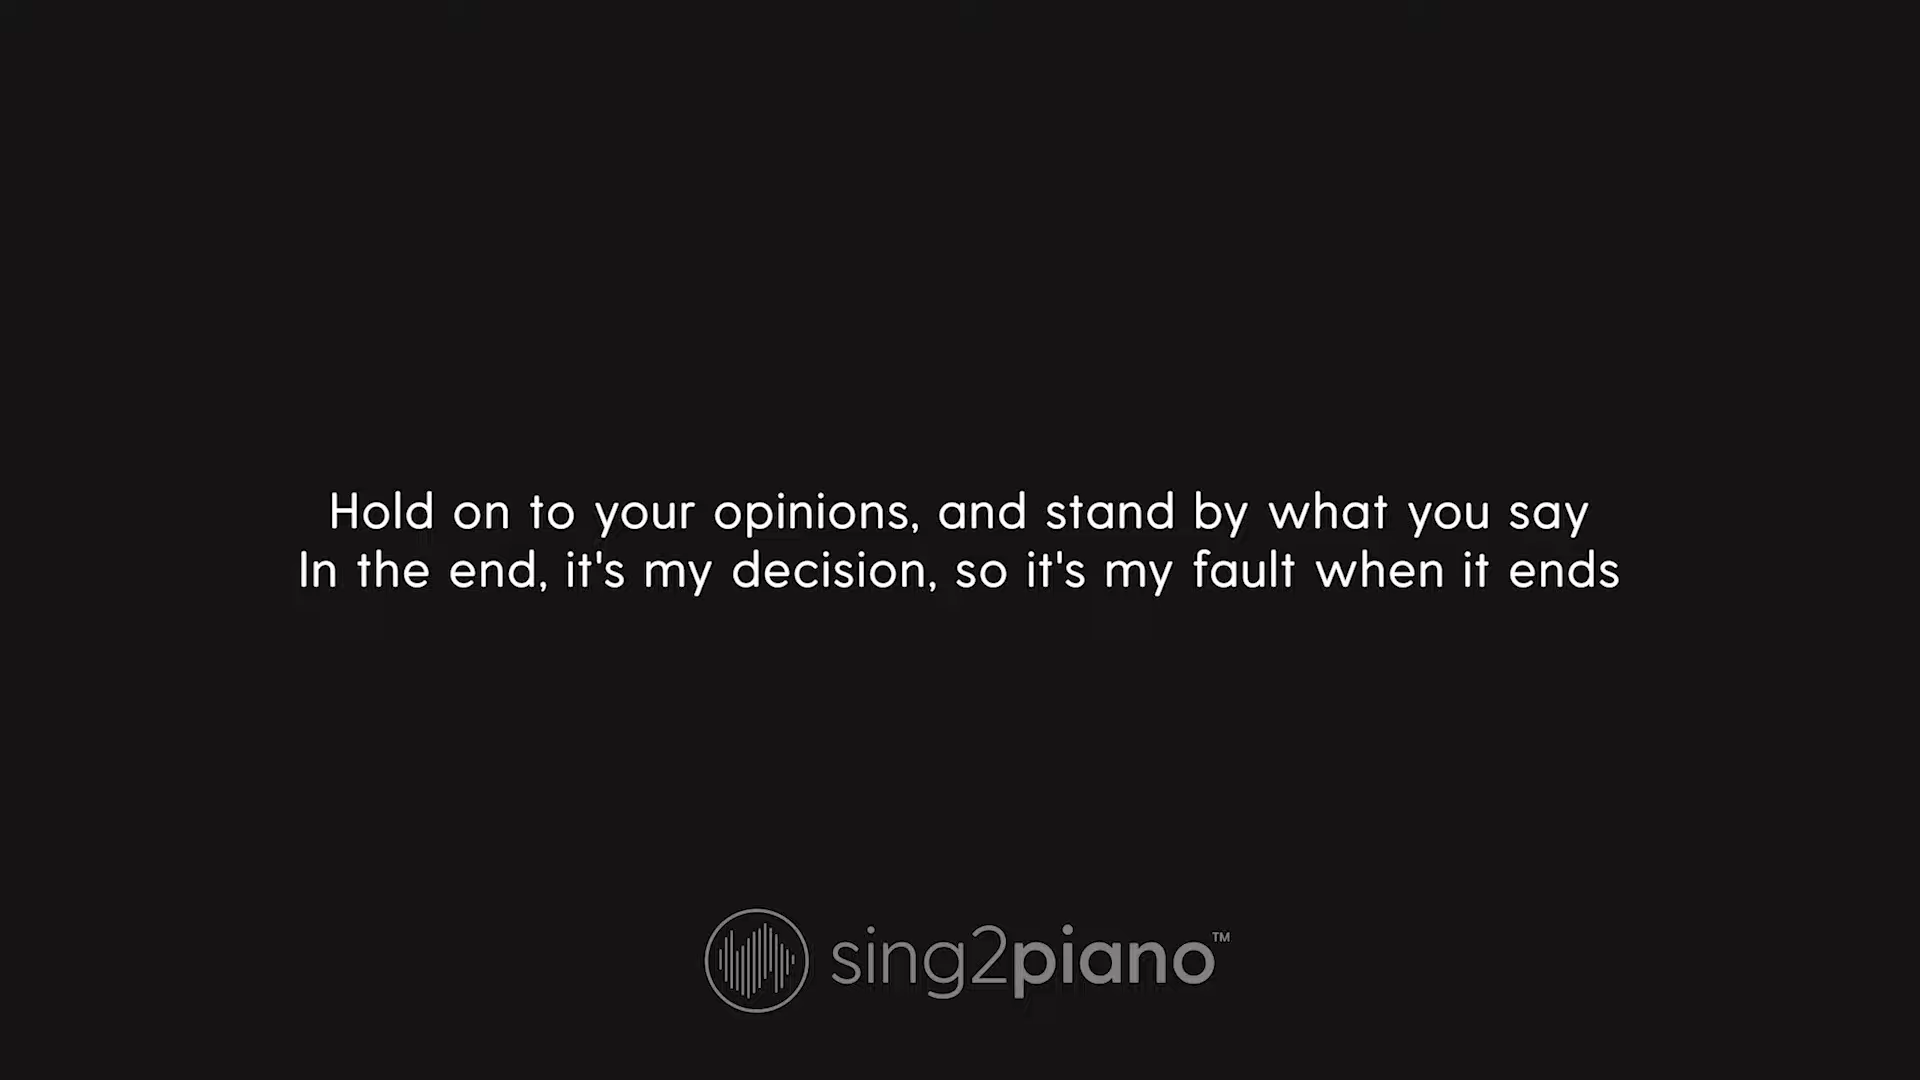 Hold on to your opinions, and stand by what you say
In the end, it's my decision, so it's my fault when it ends
sing2piano™